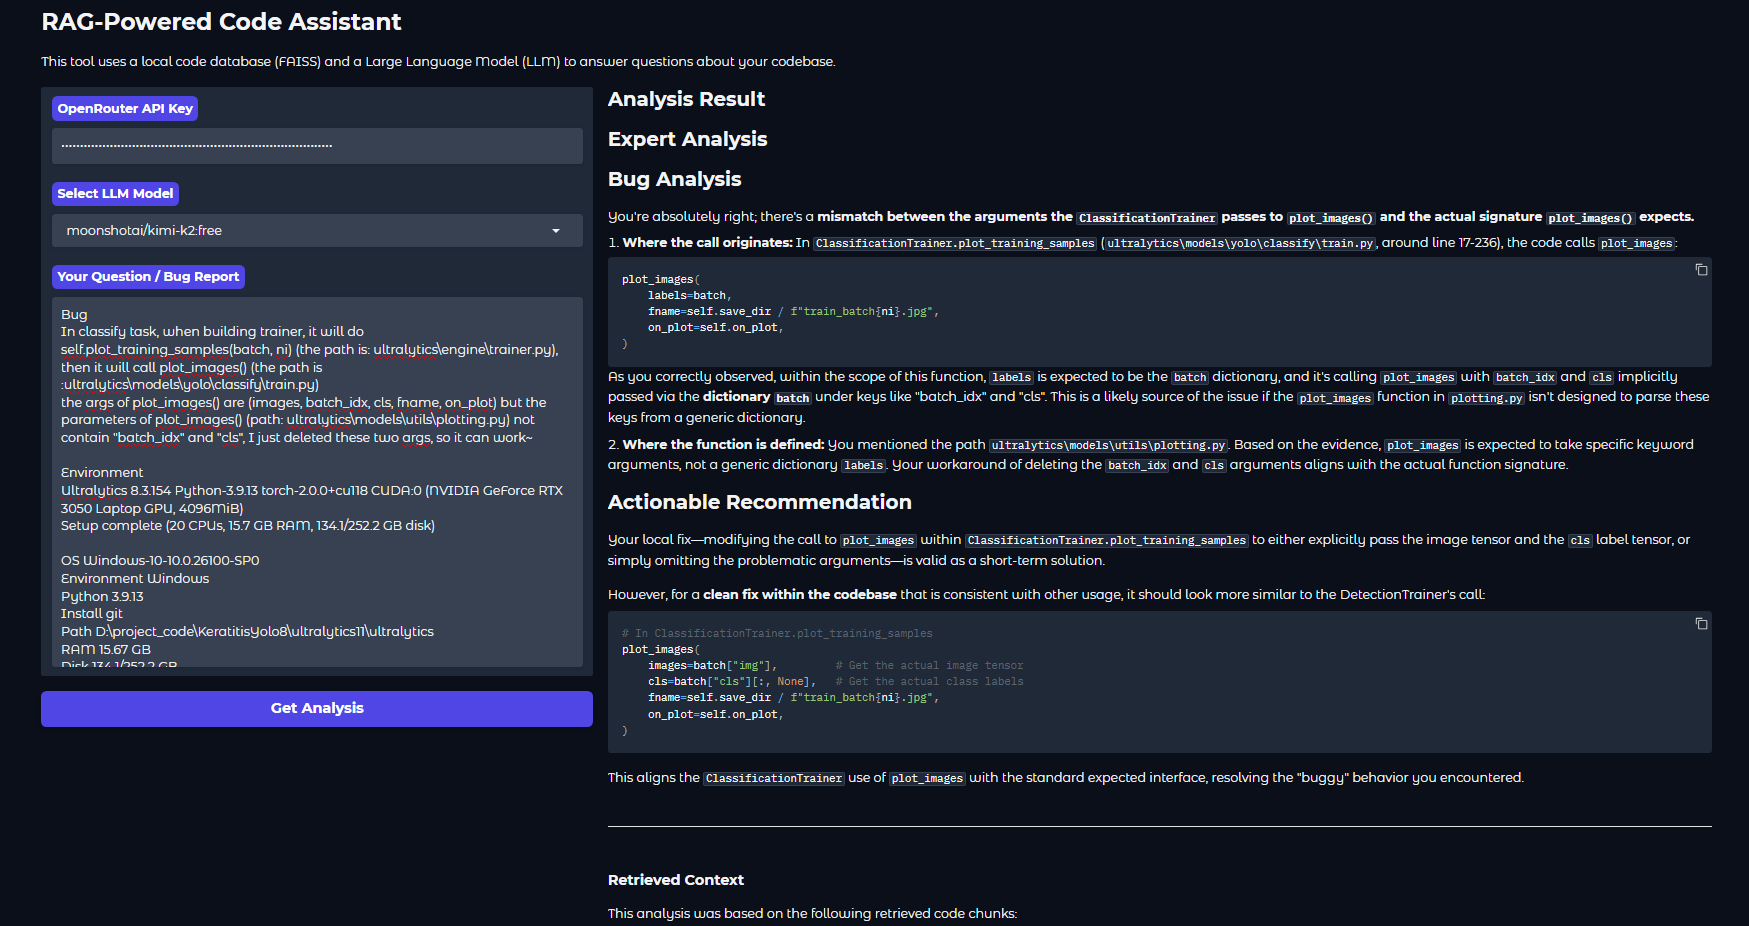 RAG-Powered Code Assistant
This tool uses a local code database (FAISS) and a Large Language Model (LLM) to answer questions about your codebase.
OpenRouter API Key
Select LLM Model
moonshotai/kimi-k2:free
Your Question / Bug Report
Bug
In classify task, when building trainer, it will do
self.plot_training_samples(batch, ni) (the path is: ultralytics\engine\trainer.py),
then it will call plot_images() (the path is
:ultralytics\models\yolo\classify\train.py)
the args of plot_images() are (images, batch_idx, cls, fname, on_plot) but the
parameters of plot_images() (path: ultralytics\models\utils\plotting.py) not
contain "batch_idx" and "cls", I just deleted these two args, so it can work~
Environment
Ultralytics 8.3.154 Python-3.9.13 torch-2.0.0+cu118 CUDA:0 (NVIDIA GeForce RTX
3050 Laptop GPU, 4096MiB)
Setup complete (20 CPUs, 15.7 GB RAM, 134.1/252.2 GB disk)
OS Windows-10-10.0.26100-SP0
Environment Windows
Python 3.9.13
Install git
Path D:\project_code\KeratitisYolo8\ultralytics11\ultralytics
RAM 15.67 GB
Disk 134.1/252.2 GB
Get Analysis
Analysis Result
Expert Analysis
Bug Analysis
You're absolutely right; there's a mismatch between the arguments the ClassificationTrainer passes to plot_images() and the actual signature plot_images() expects.
1. Where the call originates: In ClassificationTrainer.plot_training_samples (ultralytics\models\yolo\classify\train.py, around line 17-236), the code calls plot_images:
plot_images(
labels=batch,
fname=self.save_dir / f"train_batch{ni}.jpg",
on_plot=self.on_plot,
)
As you correctly observed, within the scope of this function, labels is expected to be the batch dictionary, and it's calling plot_images with batch_idx and cls implicitly
passed via the dictionary batch under keys like "batch_idx" and "cls". This is a likely source of the issue if the plot_images function in plotting.py isn't designed to parse these
keys from a generic dictionary.
2. Where the function is defined: You mentioned the path ultralytics\models\utils\plotting.py. Based on the evidence, plot_images is expected to take specific keyword
arguments, not a generic dictionary labels. Your workaround of deleting the batch_idx and cls arguments aligns with the actual function signature.
Actionable Recommendation
Your local fix—modifying the call to plot_images within ClassificationTrainer.plot_training_samples to either explicitly pass the image tensor and the cls label tensor, or
simply omitting the problematic arguments—is valid as a short-term solution.
However, for a clean fix within the codebase that is consistent with other usage, it should look more similar to the DetectionTrainer's call:
# In ClassificationTrainer.plot_training_samples
plot_images(
images=batch["img"], # Get the actual image tensor
cls=batch["cls"][:, None], # Get the actual class labels
fname=self.save_dir / f"train_batch{ni}.jpg",
on_plot=self.on_plot,
)
This aligns the ClassificationTrainer use of plot_images with the standard expected interface, resolving the "buggy" behavior you encountered.
Retrieved Context
This analysis was based on the following retrieved code chunks: